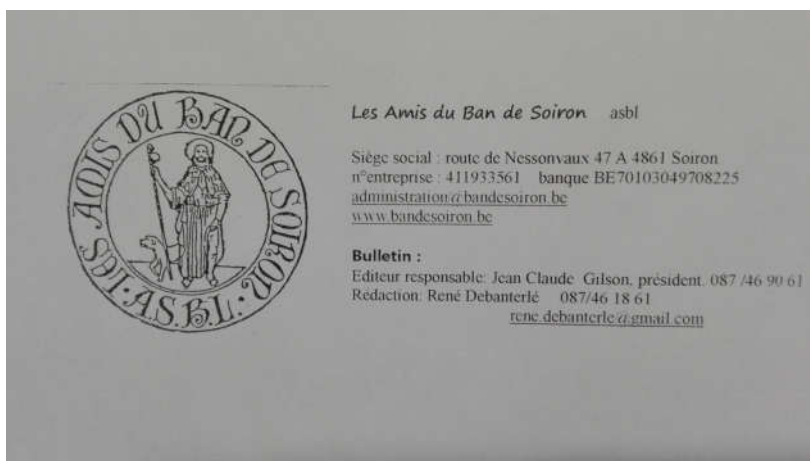 LES AMIS DU BAN DE SOIRON
A.S.B.L.
Les Amis du Ban de Soiron asbl
Siège social : route de Nessonvaux 47 A 4861 Soiron
n°entreprise : 411933561 banque BE70103049708225
administration@bandesoiron.be
www.bandesoiron.be
Bulletin :
Editeur responsable: Jean Claude Gilson, président. 087 /46 90 61
Rédaction: René Debanterlé 087/46 18 61
rene.debanterle@gmail.com